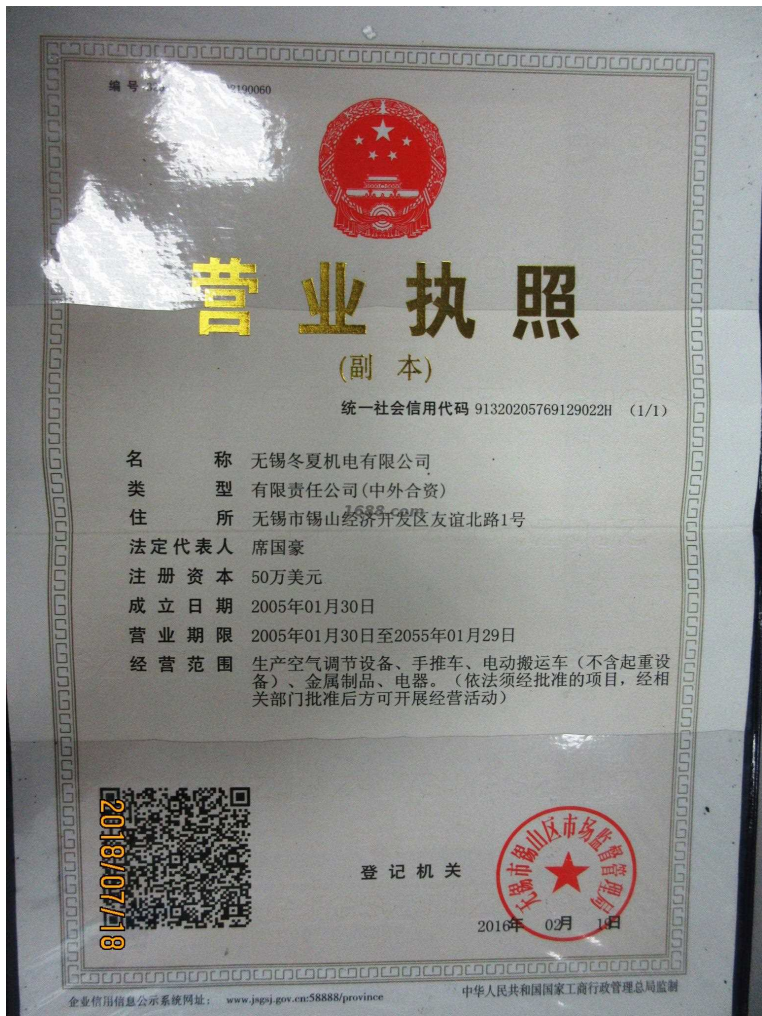 编 号
2190060
营业执照
(副 本)
统一社会信用代码 91320205769129022H （1/1）
名 称 无锡冬夏机电有限公司
类 型 有限责任公司(中外合资)
1688.com
住 所 无锡市锡山经济开发区友谊北路1号
法定代表人 席国豪
注 册 资 本 50万美元
成 立 日 期 2005年01月30日
营 业 期 限 2005年01月30日至2055年01月29日
经 营 范 围 生产空气调节设备、手推车、电动搬运车（不含起重设
备）、金属制品、电器。（依法须经批准的项目，经相
关部门批准后方可开展经营活动）
2018/07/18
登 记 机 关
无锡市锡山区市场监督管理局
2016年 02月 日
企业信用信息公示系统网址： www.jsgsj.gov.cn:58888/province
中华人民共和国国家工商行政管理总局监制